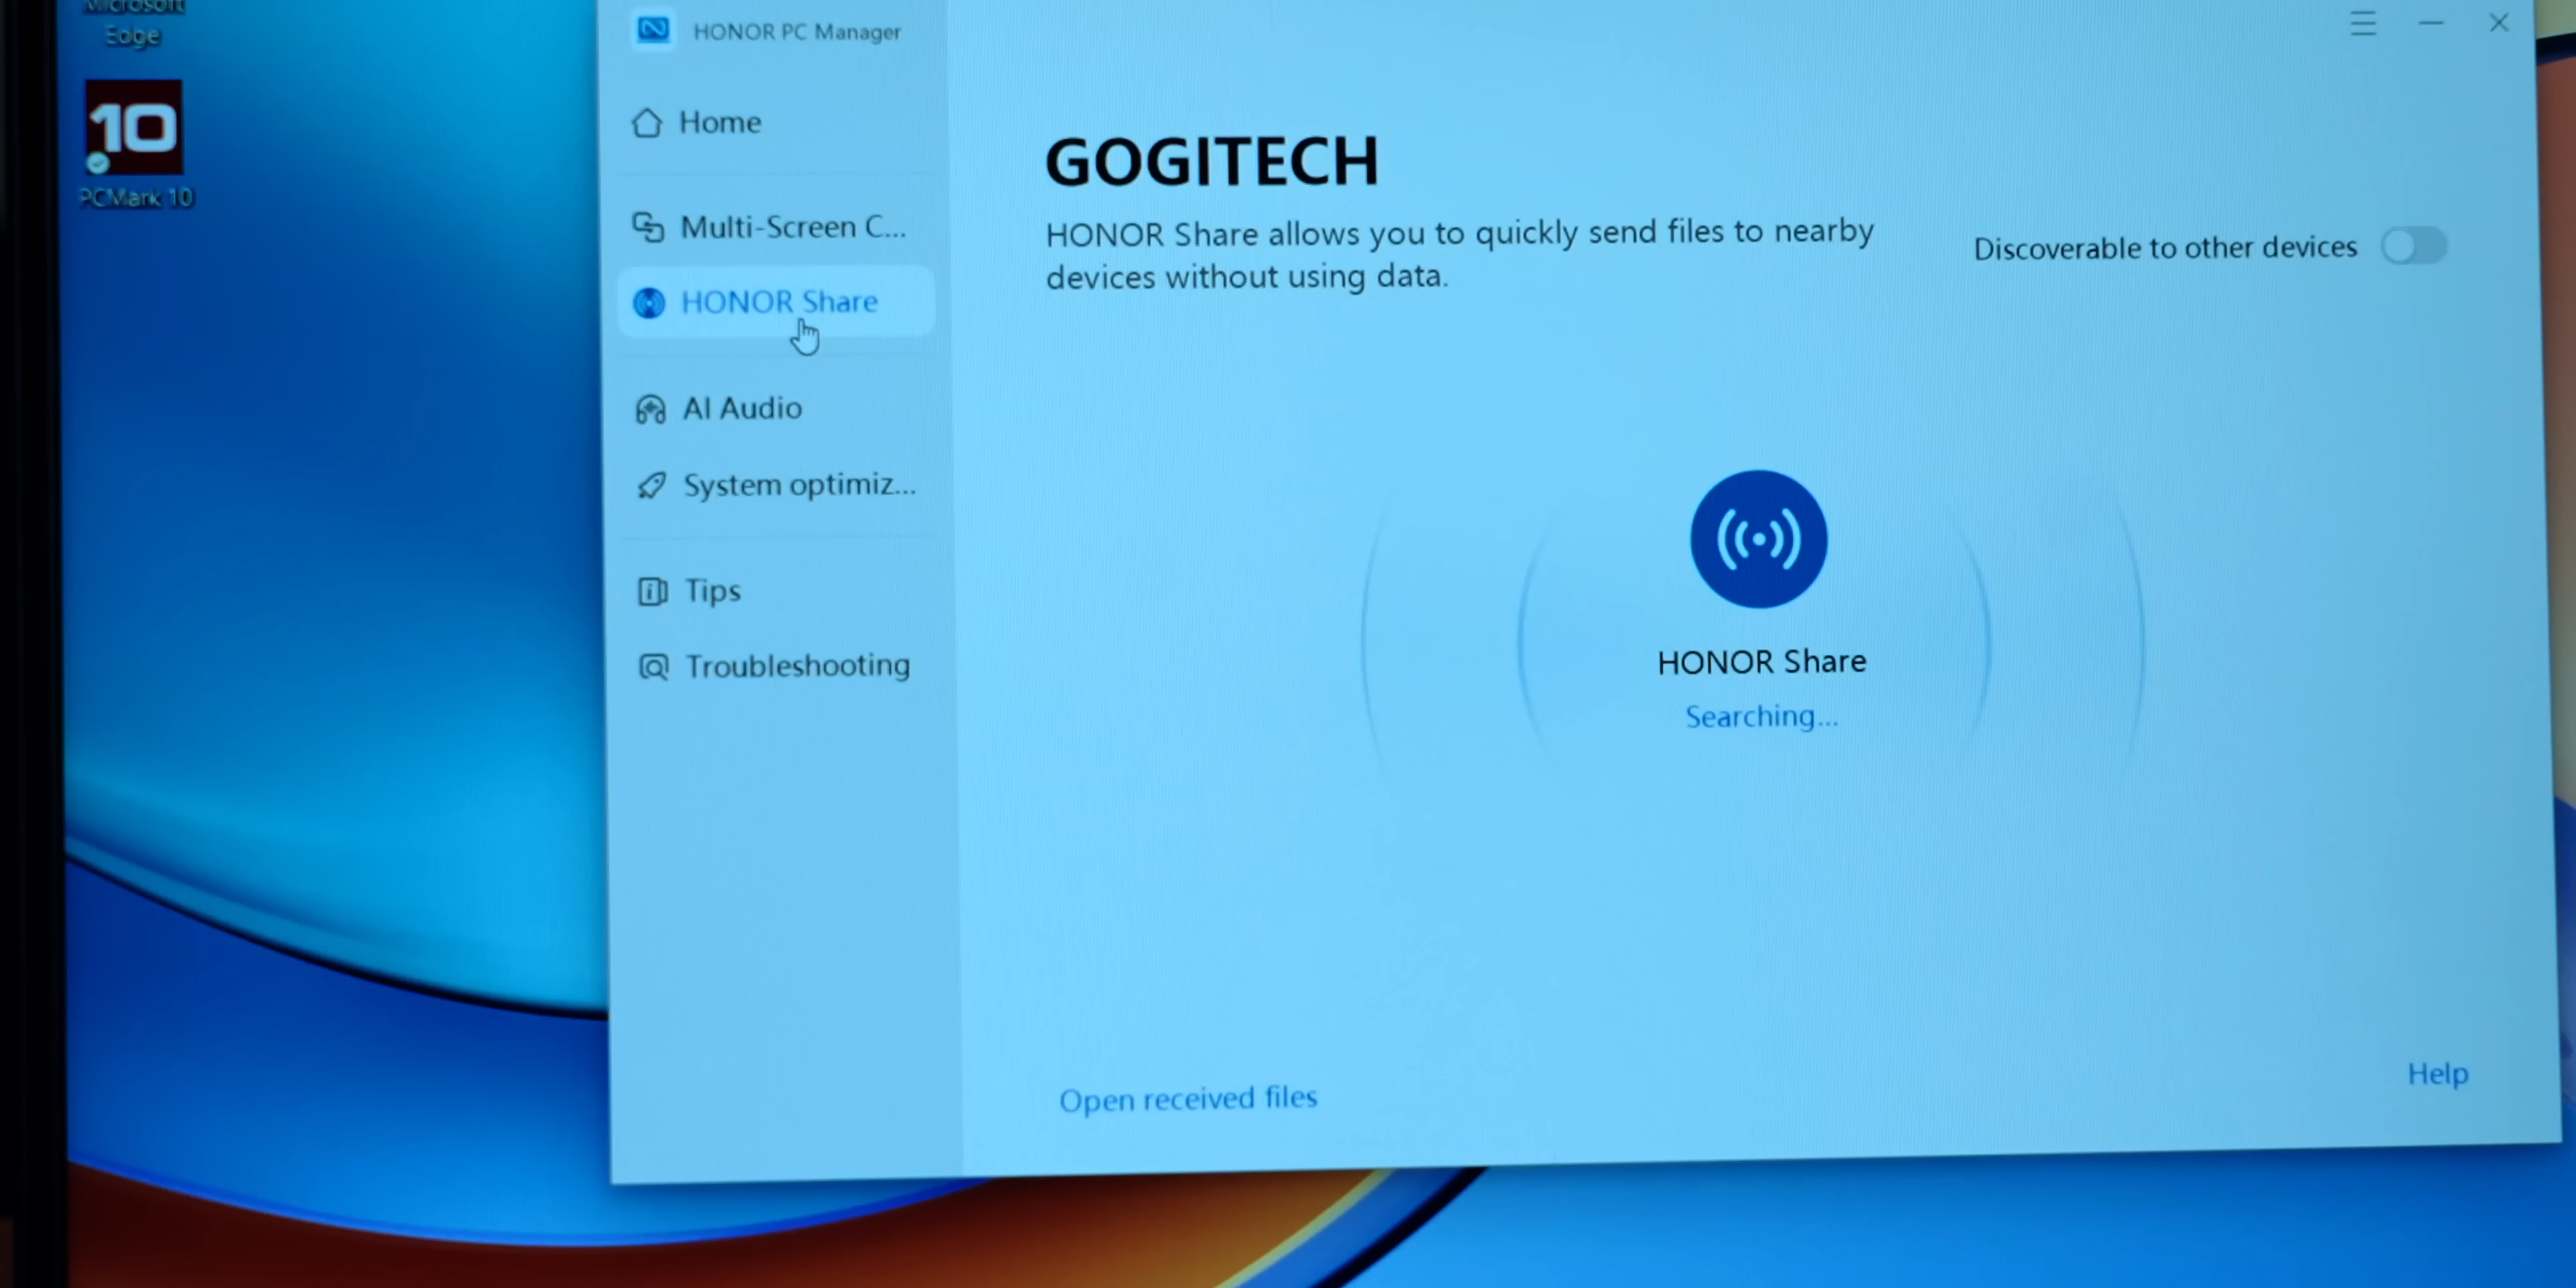 Microsoft
Edge
10
PCMark 10
HONOR PC Manager
Home
Multi-Screen C...
HONOR Share
AI Audio
System optimiz...
Tips
Troubleshooting
GOGITECH
HONOR Share allows you to quickly send files to nearby
devices without using data.
Discoverable to other devices
HONOR Share
Searching...
Open received files
Help